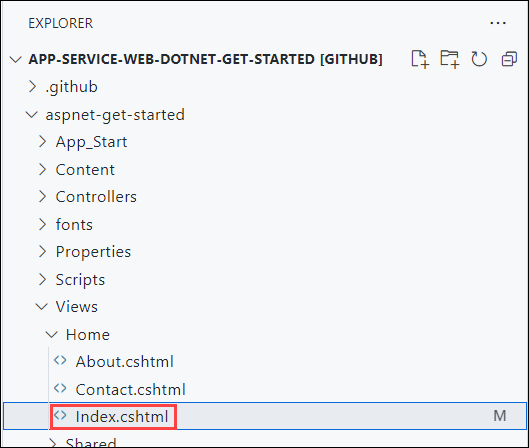 EXPLORER
APP-SERVICE-WEB-DOTNET-GET-STARTED [GITHUB]
.github
aspnet-get-started
App_Start
Content
Controllers
fonts
Properties
Scripts
Views
Home
About.cshtml
Contact.cshtml
Index.cshtml M
Shared